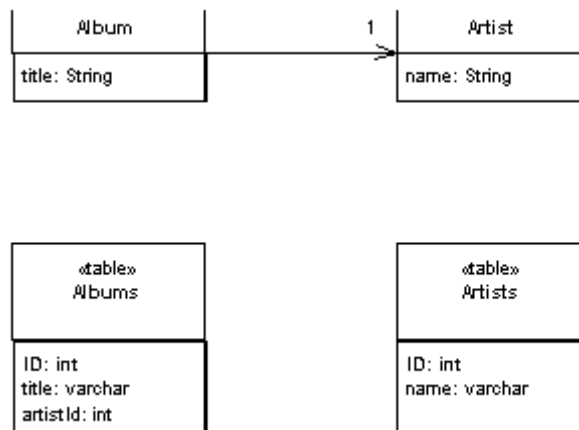 Album
1
Artist
title: String
name: String
«table»
Albums
«table»
Artists
ID: int
title: varchar
artistId: int
ID: int
name: varchar